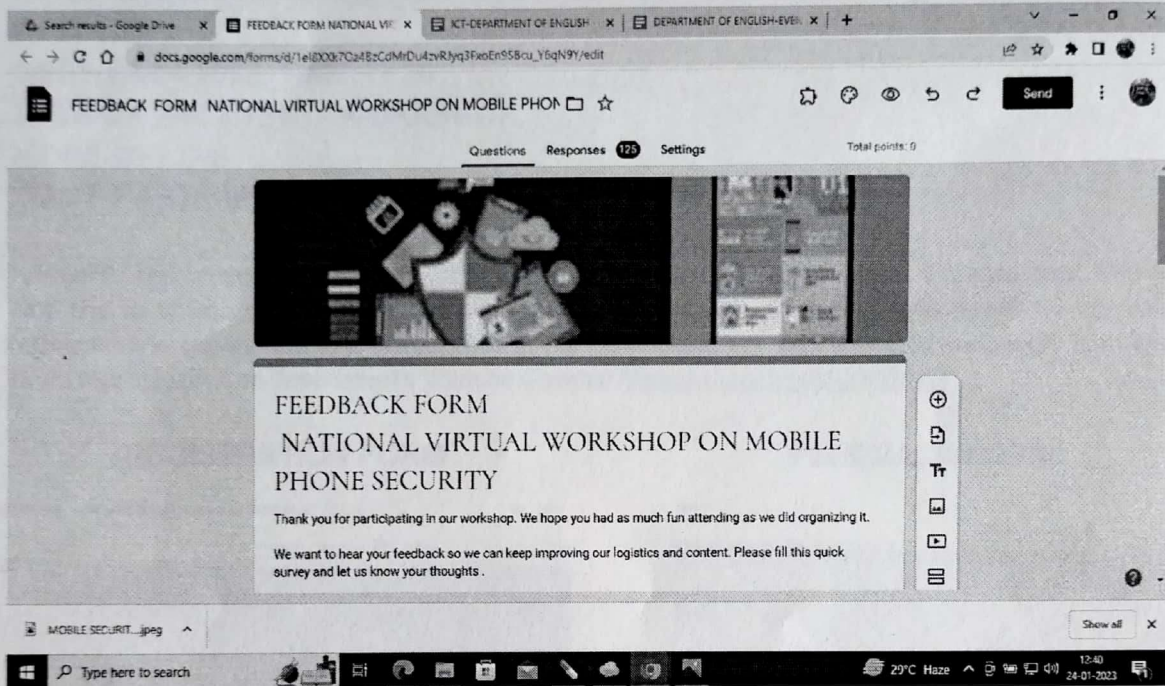 Search results - Google Drive
FEEDBACK FORM NATIONAL VIR
ICT-DEPARTMENT OF ENGLISH
DEPARTMENT OF ENGLISH-EVEN
FEEDBACK FORM NATIONAL VIRTUAL WORKSHOP ON MOBILE PHON
Send
Questions Responses 125 Settings
Total points: 0
FEEDBACK FORM
NATIONAL VIRTUAL WORKSHOP ON MOBILE
PHONE SECURITY
Thank you for participating in our workshop. We hope you had as much fun attending as we did organizing it.
We want to hear your feedback so we can keep improving our logistics and content. Please fill this quick
survey and let us know your thoughts .
Tт
MOBILE SECURIT....jpeg
Show all
Type here to search
29°C Haze
12:40
24-01-2023